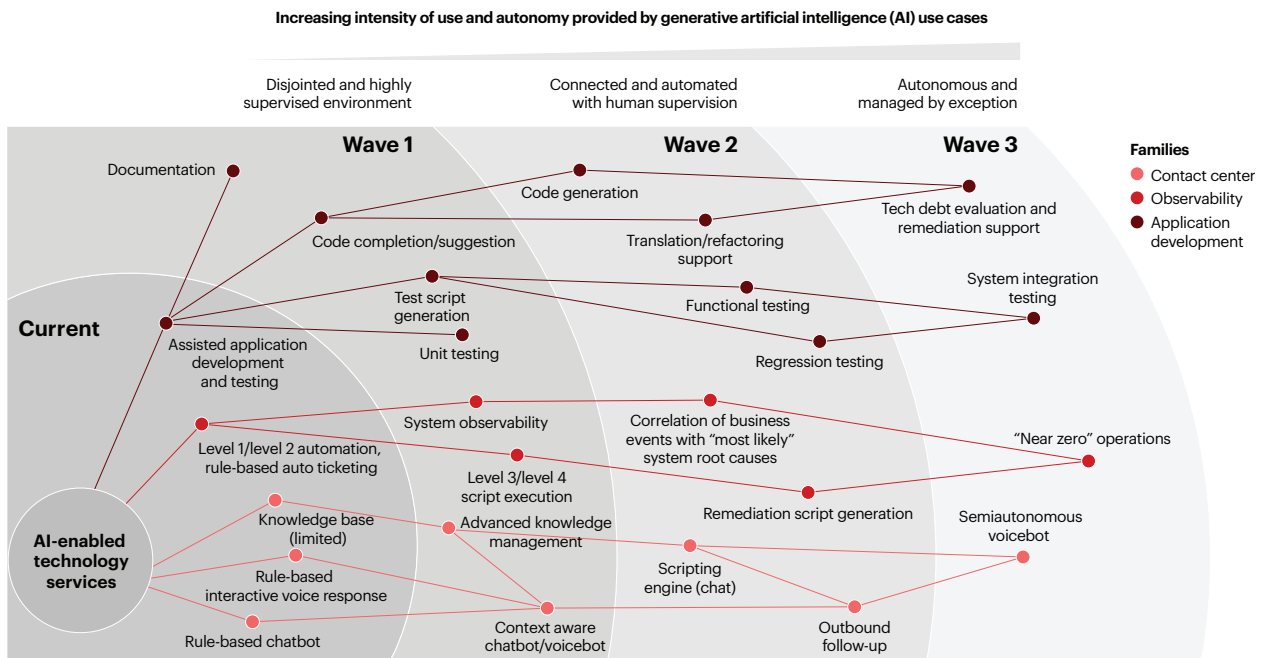 Increasing intensity of use and autonomy provided by generative artificial intelligence (AI) use cases
Disjointed and highly
supervised environment
Connected and automated
with human supervision
Autonomous and
managed by exception
Wave 1
Wave 2
Wave 3
Families
Contact center
Observability
Application
development
Documentation
Code generation
Tech debt evaluation and
remediation support
Code completion/suggestion
Translation/refactoring
support
Current
Test script
generation
Functional testing
System integration
testing
Assisted application
development
and testing
Unit testing
Regression testing
System observability
Correlation of business
events with “most likely”
system root causes
“Near zero” operations
Level 1/level 2 automation,
rule-based auto ticketing
Level 3/level 4
script execution
Remediation script generation
AI-enabled
technology
services
Knowledge base
(limited)
Advanced knowledge
management
Semiautonomous
voicebot
Rule-based
interactive voice response
Scripting
engine (chat)
Rule-based chatbot
Context aware
chatbot/voicebot
Outbound
follow-up